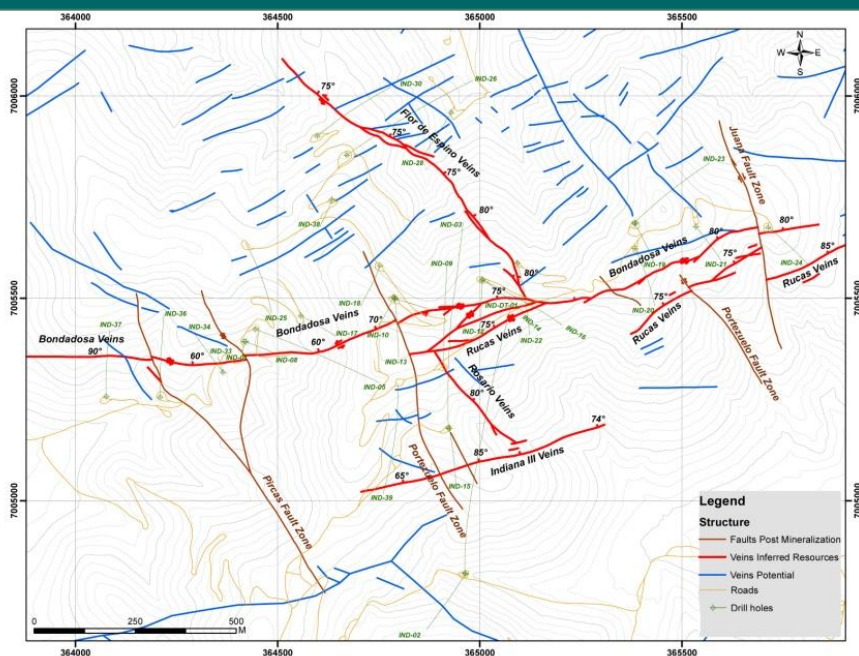 364000
364500
365000
365500
7006000
7006000
N
W E
S
75°
IND-30
IND-26
Flor de Espino Veins
75°
IND-28
75°
Juana Fault Zone
IND-23
80°
IND-38
IND-03
80°
80°
IND-09
80°
Bondadosa Veins
IND-19
75°
IND-21
85°
IND-24
Rucas Veins
7005500
7005500
IND-37
IND-36
IND-34
IND-25
IND-18
75°
IND-DT-01
75°
IND-20
Rucas Veins
Bondadosa Veins
70°
IND-17
IND-10
75°
IND-14
IND-16
IND-22
Rucas Veins
Bondadosa Veins
90°
60°
IND-33
60°
IND-08
IND-13
IND-05
Rosario Veins
80°
Portezuelo Fault Zone
74°
85°
Indiana III Veins
65°
IND-39
IND-15
Pircas Fault Zone
Portezuelo Fault Zone
7005000
7005000
Legend
Structure
Faults Post Mineralization
Veins Inferred Resources
Veins Potential
Roads
Drill holes
0 250 500
M
IND-02
364000
364500
365000
365500